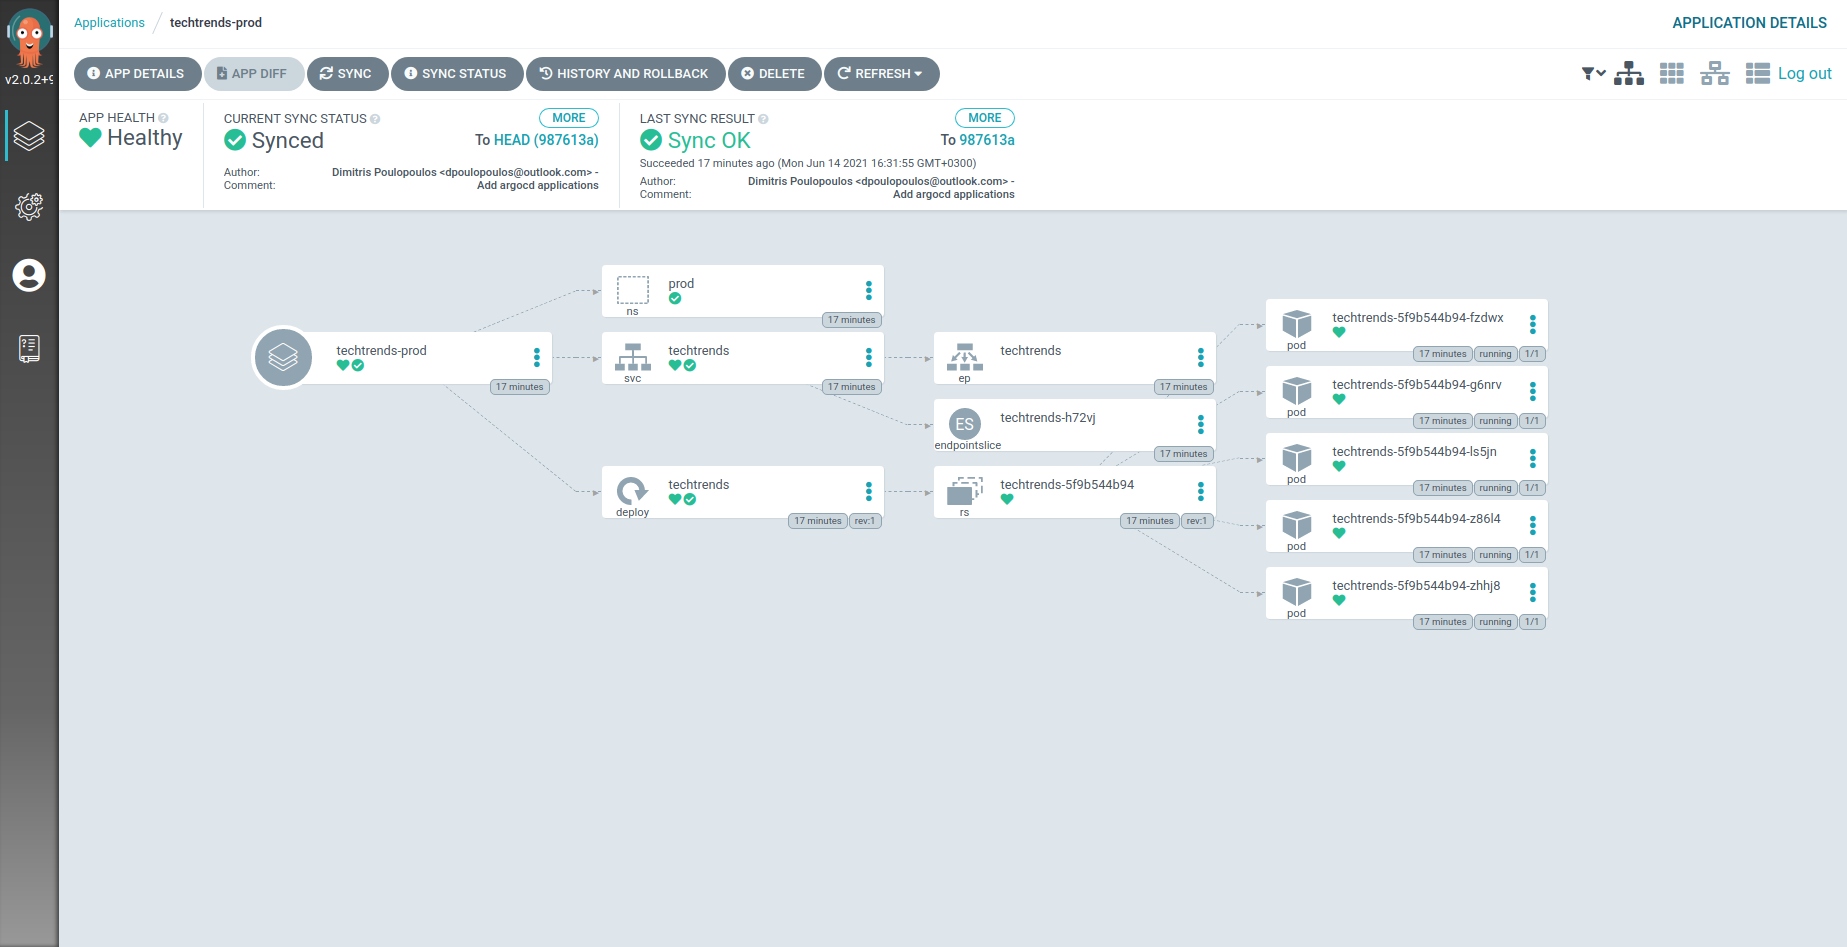 v2.0.2+9
Applications / techtrends-prod
APPLICATION DETAILS
APP DETAILS
APP DIFF
SYNC
SYNC STATUS
HISTORY AND ROLLBACK
DELETE
REFRESH
Log out
APP HEALTH
Healthy
CURRENT SYNC STATUS
MORE
Synced
To HEAD (987613a)
Author: Dimitris Poulopoulos <dpoulopoulos@outlook.com> -
Comment: Add argocd applications
LAST SYNC RESULT
MORE
Sync OK
To 987613a
Succeeded 17 minutes ago (Mon Jun 14 2021 16:31:55 GMT+0300)
Author: Dimitris Poulopoulos <dpoulopoulos@outlook.com> -
Comment: Add argocd applications
techtrends-prod
17 minutes
prod
ns
17 minutes
techtrends
svc
17 minutes
techtrends
deploy
17 minutes rev:1
techtrends
ep
17 minutes
ES
techtrends-h72vj
endpointslice
17 minutes
techtrends-5f9b544b94
rs
17 minutes rev:1
techtrends-5f9b544b94-fzdwx
pod
17 minutes running 1/1
techtrends-5f9b544b94-g6nrv
pod
17 minutes running 1/1
techtrends-5f9b544b94-ls5jn
pod
17 minutes running 1/1
techtrends-5f9b544b94-z86l4
pod
17 minutes running 1/1
techtrends-5f9b544b94-zhhj8
pod
17 minutes running 1/1